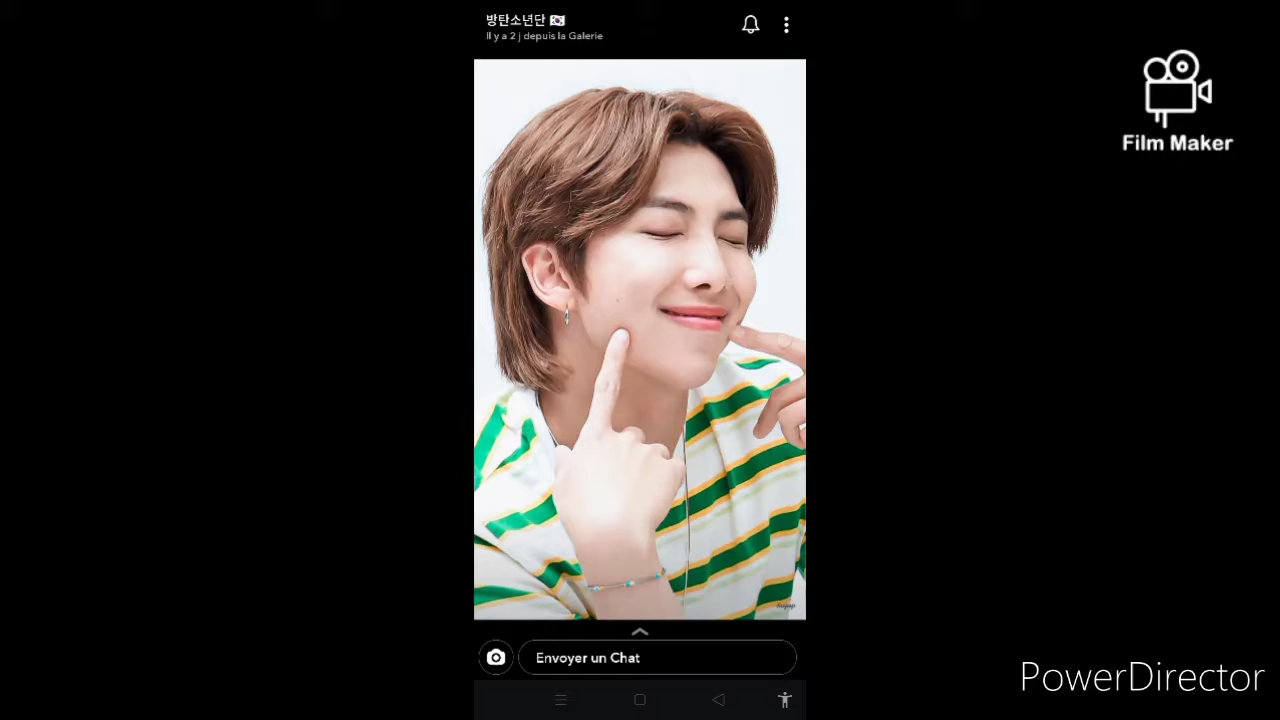 방탄소년단 🇰🇷
Il y a 2 j depuis la Galerie
Film Maker
Envoyer un Chat
PowerDirector